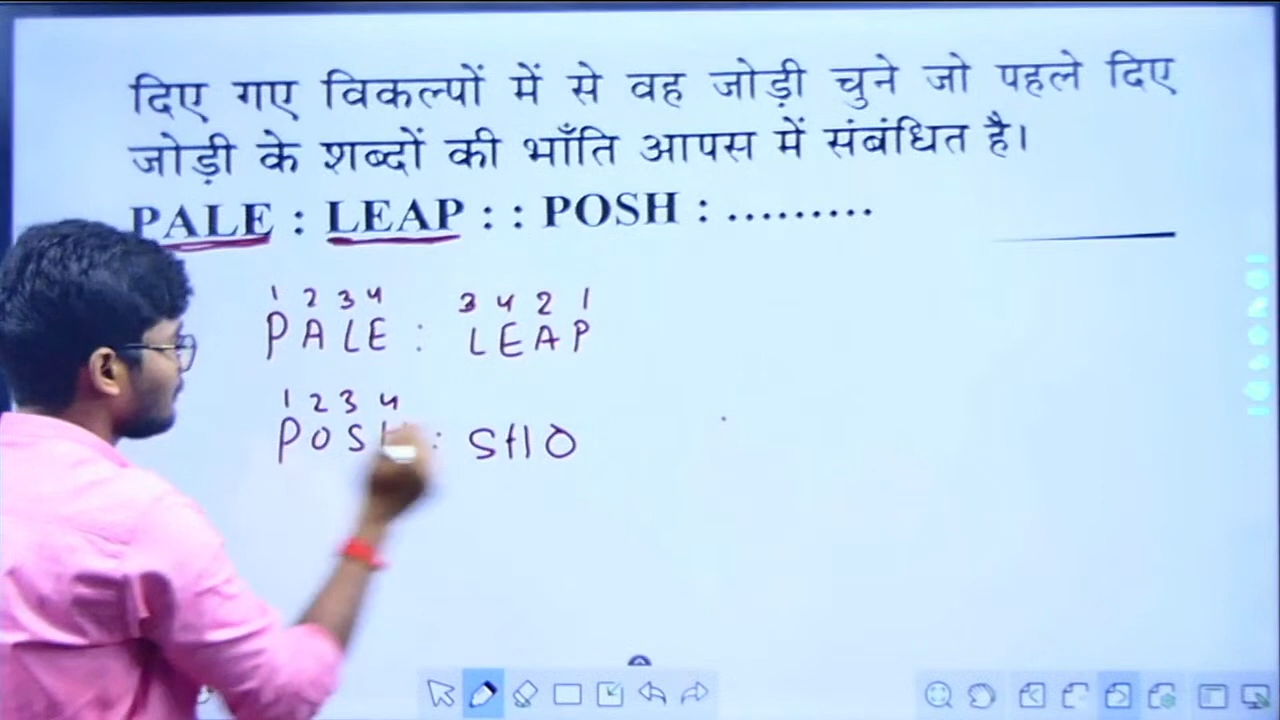 दिए गए विकल्पों में से वह जोड़ी चुने जो पहले दिए
जोड़ी के शब्दों की भाँति आपस में संबंधित है।
PALE : LEAP : : POSH : .........
1 2 3 4 3 4 2 1
PALE : LEAP
1 2 3 4
POSH : SHO